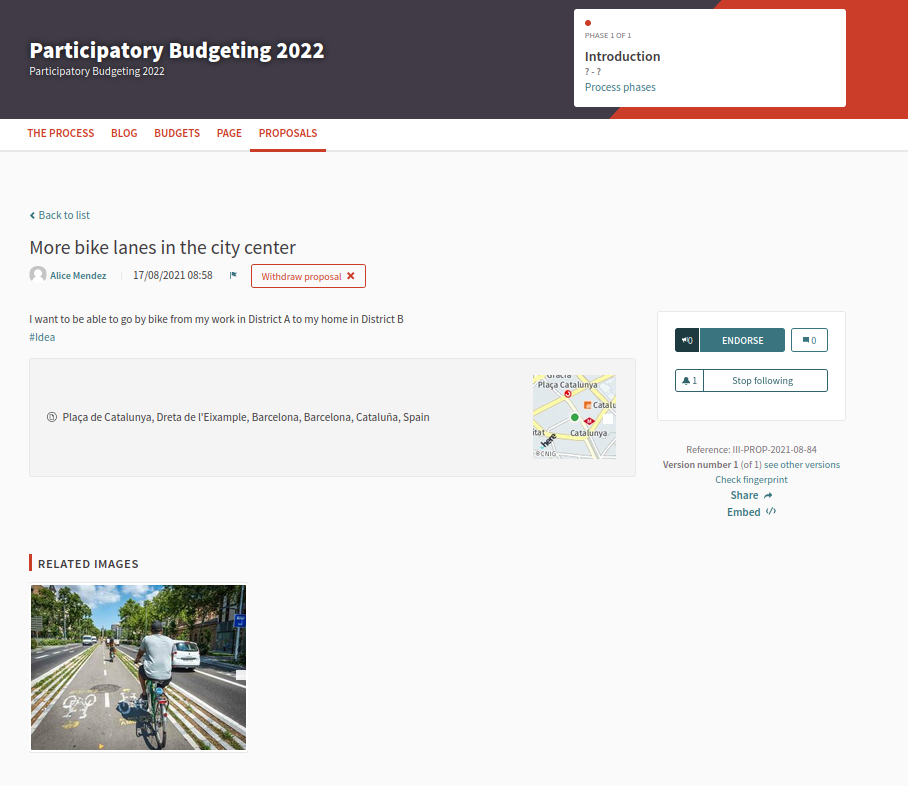 Participatory Budgeting 2022
Participatory Budgeting 2022
PHASE 1 OF 1
Introduction
? - ?
Process phases
THE PROCESS
BLOG
BUDGETS
PAGE
PROPOSALS
Back to list
More bike lanes in the city center
Alice Mendez
17/08/2021 08:58
Withdraw proposal
I want to be able to go by bike from my work in District A to my home in District B
#Idea
0
ENDORSE
0
1
Stop following
Plaça de Catalunya, Dreta de l'Eixample, Barcelona, Barcelona, Cataluña, Spain
Gràcia
Plaça Catalunya
Catalu
itat
Catalunya
here
©CNIG
Reference: III-PROP-2021-08-84
Version number 1 (of 1) see other versions
Check fingerprint
Share
Embed
RELATED IMAGES